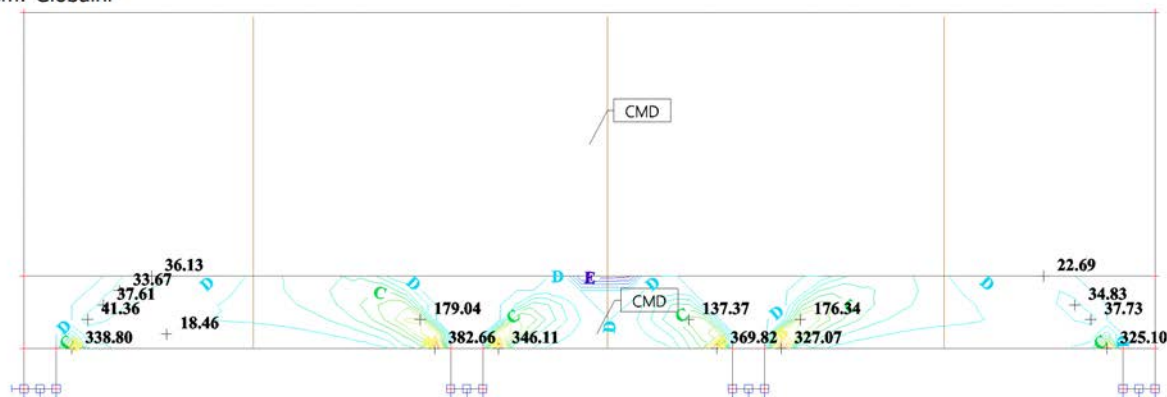 Globální
CMD
36.13
22.69
33.67
D
D
E
D
D
37.61
C
34.83
CMD
41.36
179.04
137.37
176.34
37.73
D
C
C
C
D
18.46
D
C
338.80
382.66
346.11
369.82
327.07
C
325.10